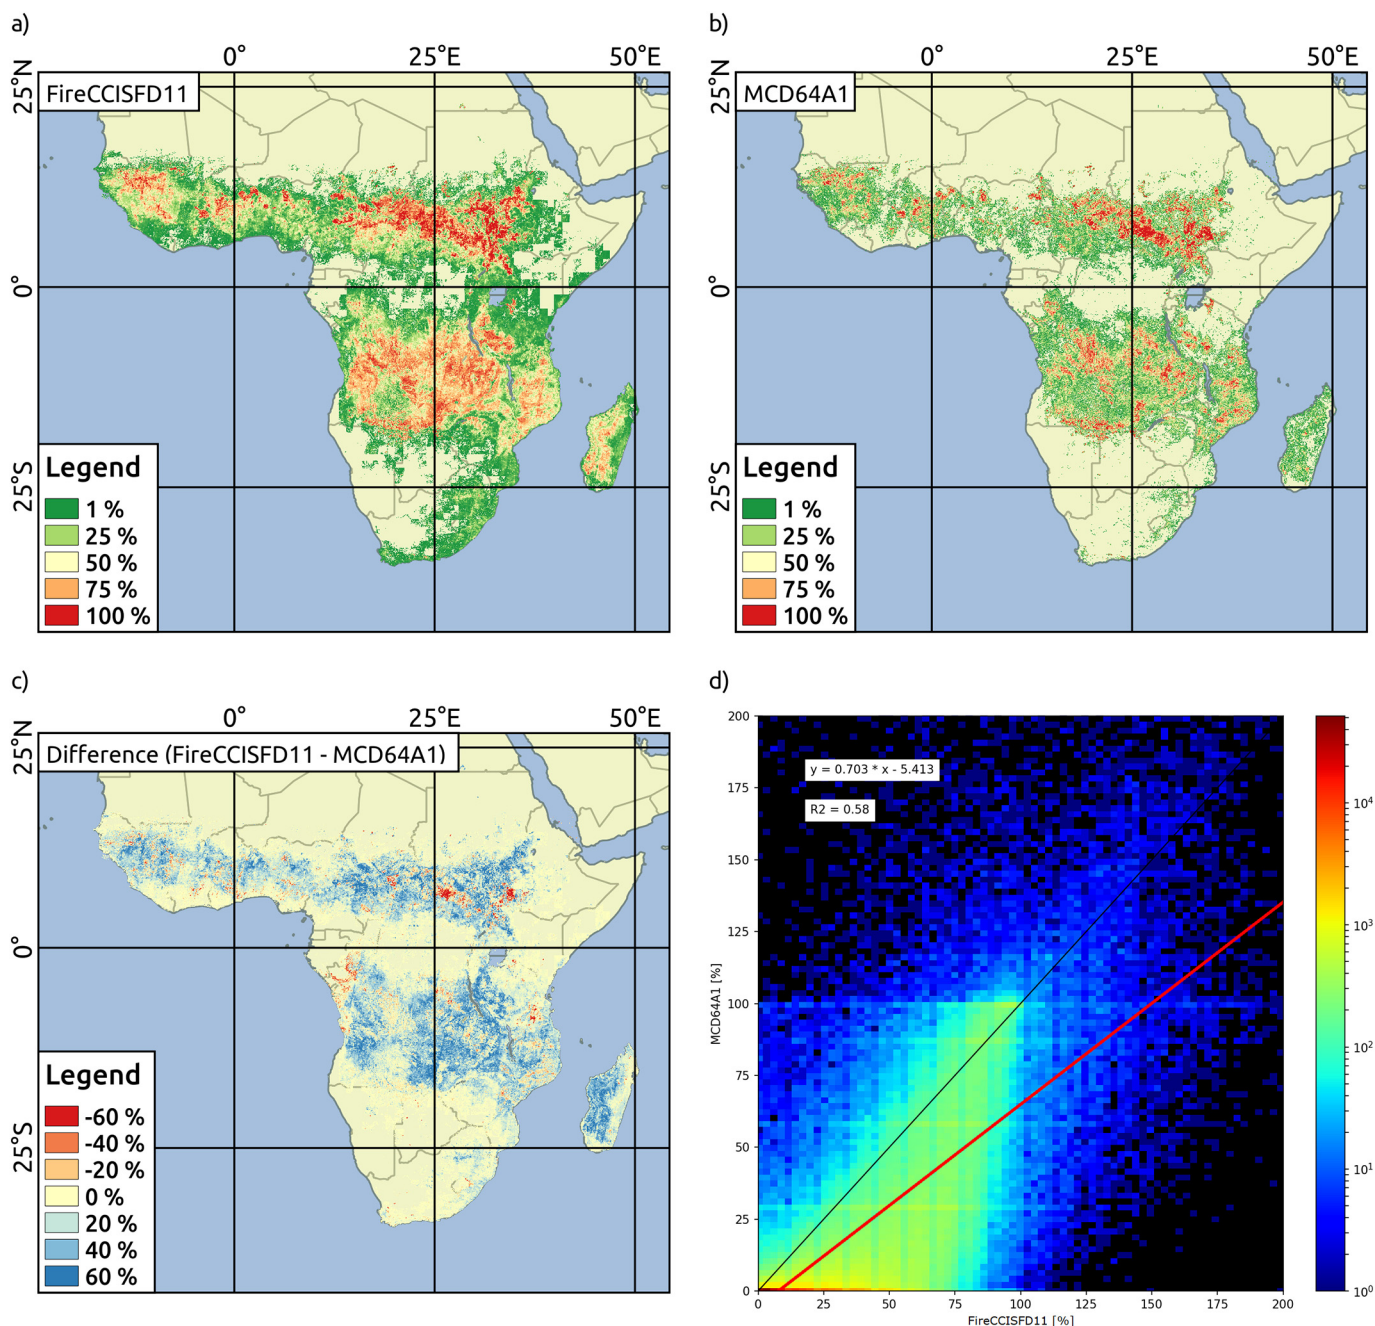 a)
0° 25°E 50°E
25°N
0°
25°S
FireCCISFD11
Legend
1 %
25 %
50 %
75 %
100 %
b)
0° 25°E 50°E
25°N
0°
25°S
MCD64A1
Legend
1 %
25 %
50 %
75 %
100 %
c)
0° 25°E 50°E
25°N
0°
25°S
Difference (FireCCISFD11 - MCD64A1)
Legend
-60 %
-40 %
-20 %
0 %
20 %
40 %
60 %
d)
200
175
150
125
100
75
50
25
0
MCD64A1 [%]
y = 0.703 * x - 5.413
R2 = 0.58
0 25 50 75 100 125 150 175 200
FireCCISFD11 [%]
10⁴
10³
10²
10¹
10⁰